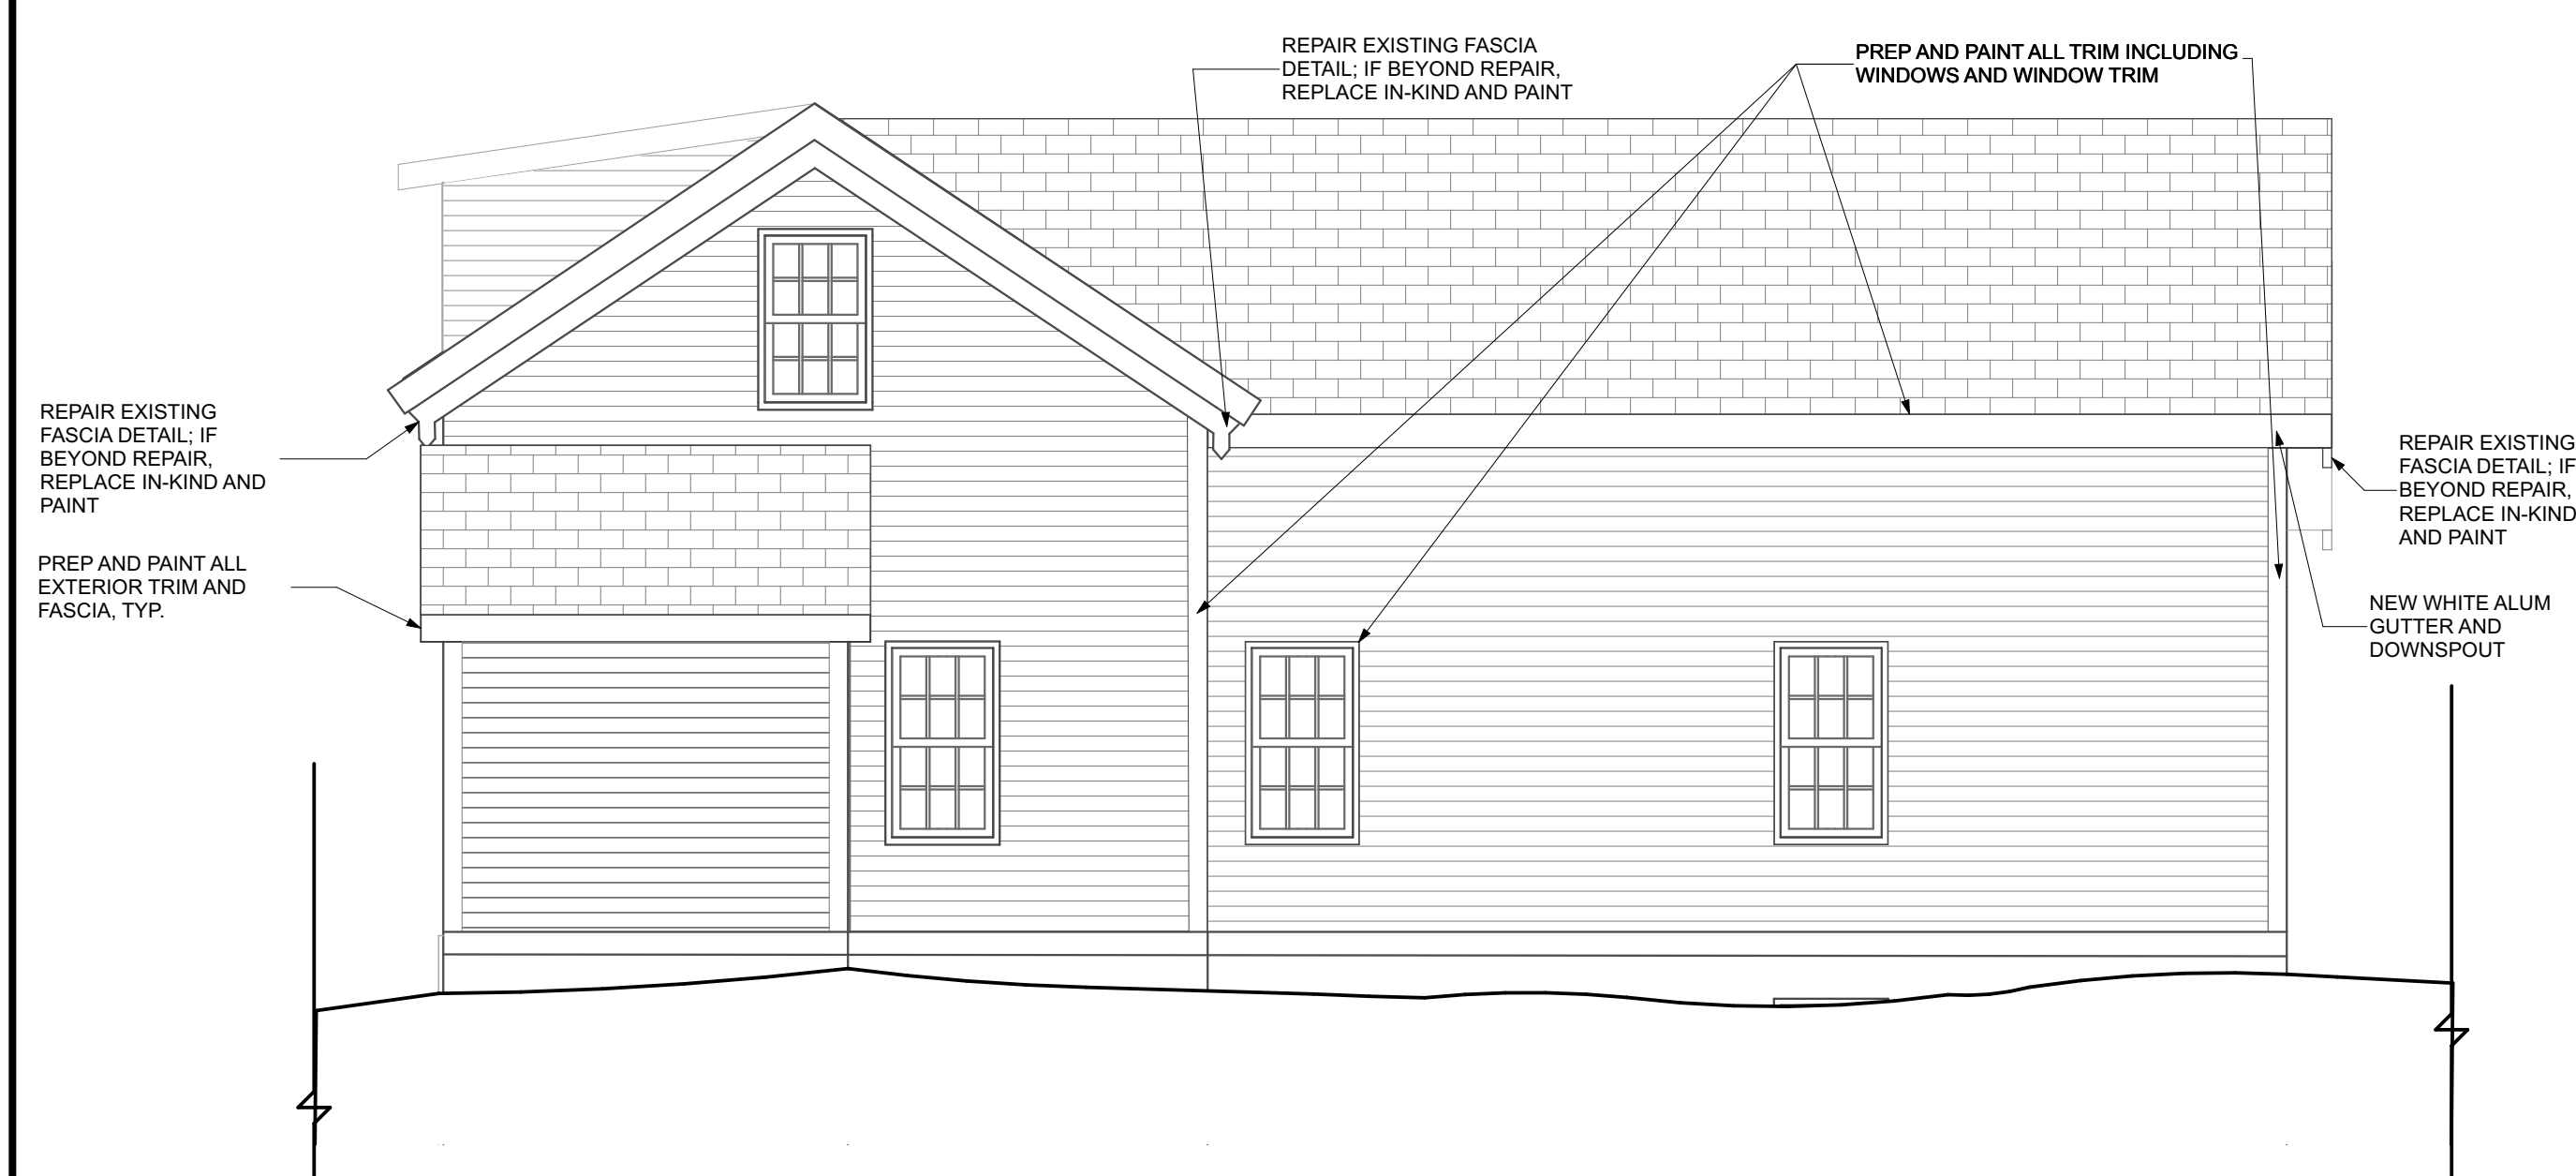 REPAIR EXISTING FASCIA
DETAIL; IF BEYOND REPAIR,
REPLACE IN-KIND AND PAINT
PREP AND PAINT ALL TRIM INCLUDING
WINDOWS AND WINDOW TRIM
REPAIR EXISTING
FASCIA DETAIL; IF
BEYOND REPAIR,
REPLACE IN-KIND AND
PAINT
PREP AND PAINT ALL
EXTERIOR TRIM AND
FASCIA, TYP.
REPAIR EXISTING
FASCIA DETAIL; IF
BEYOND REPAIR,
REPLACE IN-KIND
AND PAINT
NEW WHITE ALUM
GUTTER AND
DOWNSPOUT